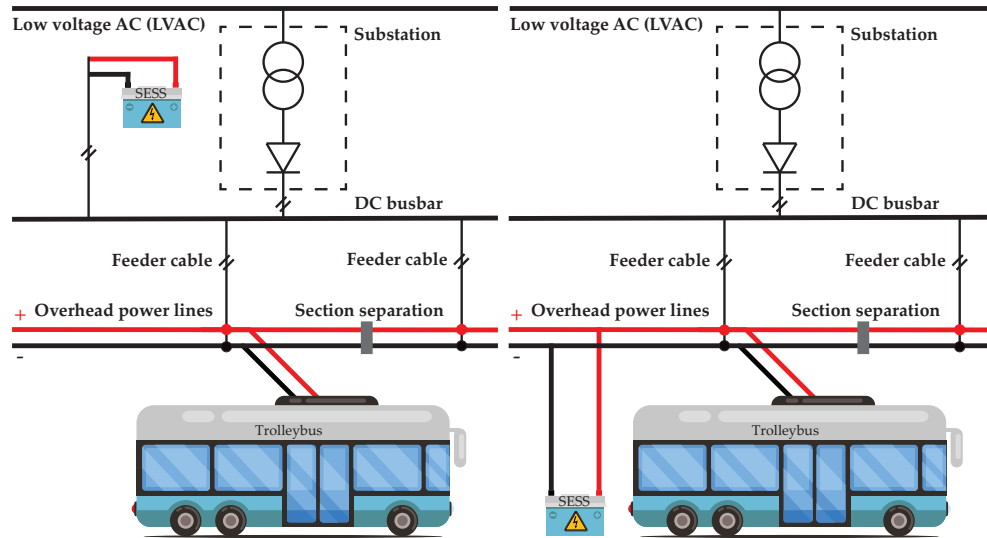 Low voltage AC (LVAC)
Substation
SESS
DC busbar
Feeder cable
Feeder cable
+ Overhead power lines
Section separation
-
Trolleybus
Low voltage AC (LVAC)
Substation
DC busbar
Feeder cable
Feeder cable
+ Overhead power lines
Section separation
-
Trolleybus
SESS